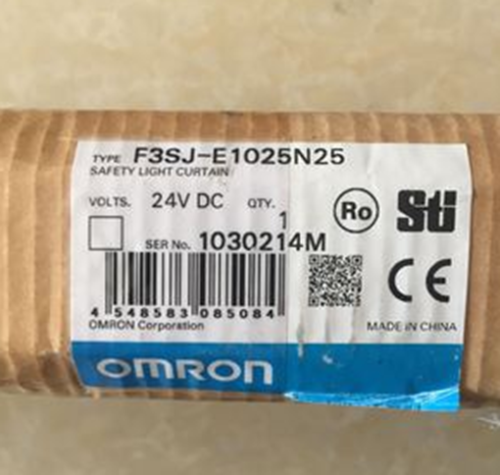 TYPE F3SJ-E1025N25
SAFETY LIGHT CURTAIN
VOLTS. 24V DC QTY. 1
Ro STi
SER No. 1030214M
CE
4 548583 085084
OMRON Corporation
MADE IN CHINA
OMRON